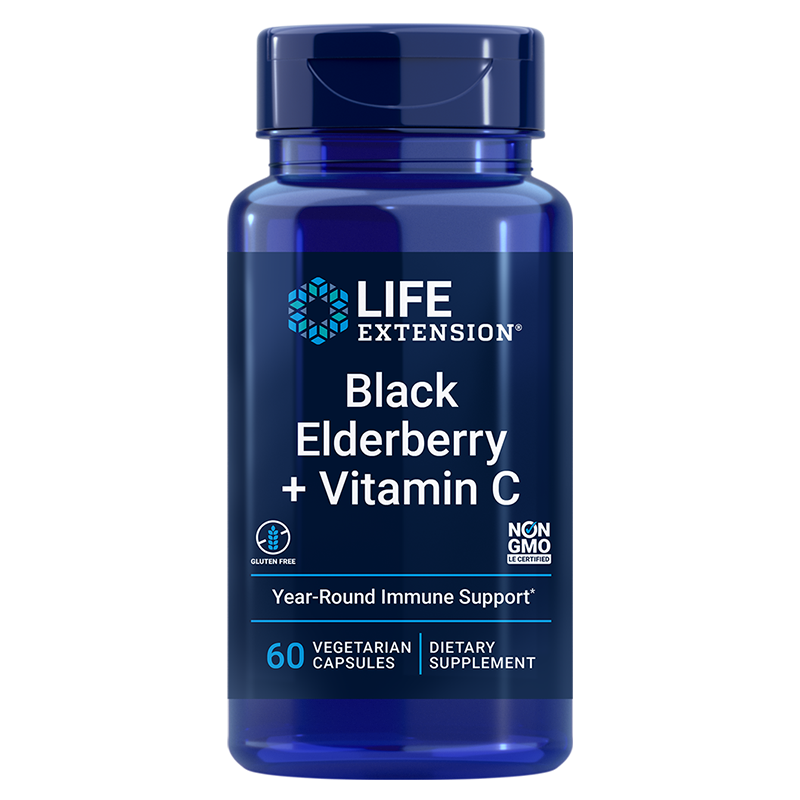 LIFE
EXTENSION®
Black
Elderberry
+ Vitamin C
GLUTEN FREE
NON
GMO
LE CERTIFIED
Year-Round Immune Support*
60 VEGETARIAN CAPSULES
DIETARY SUPPLEMENT